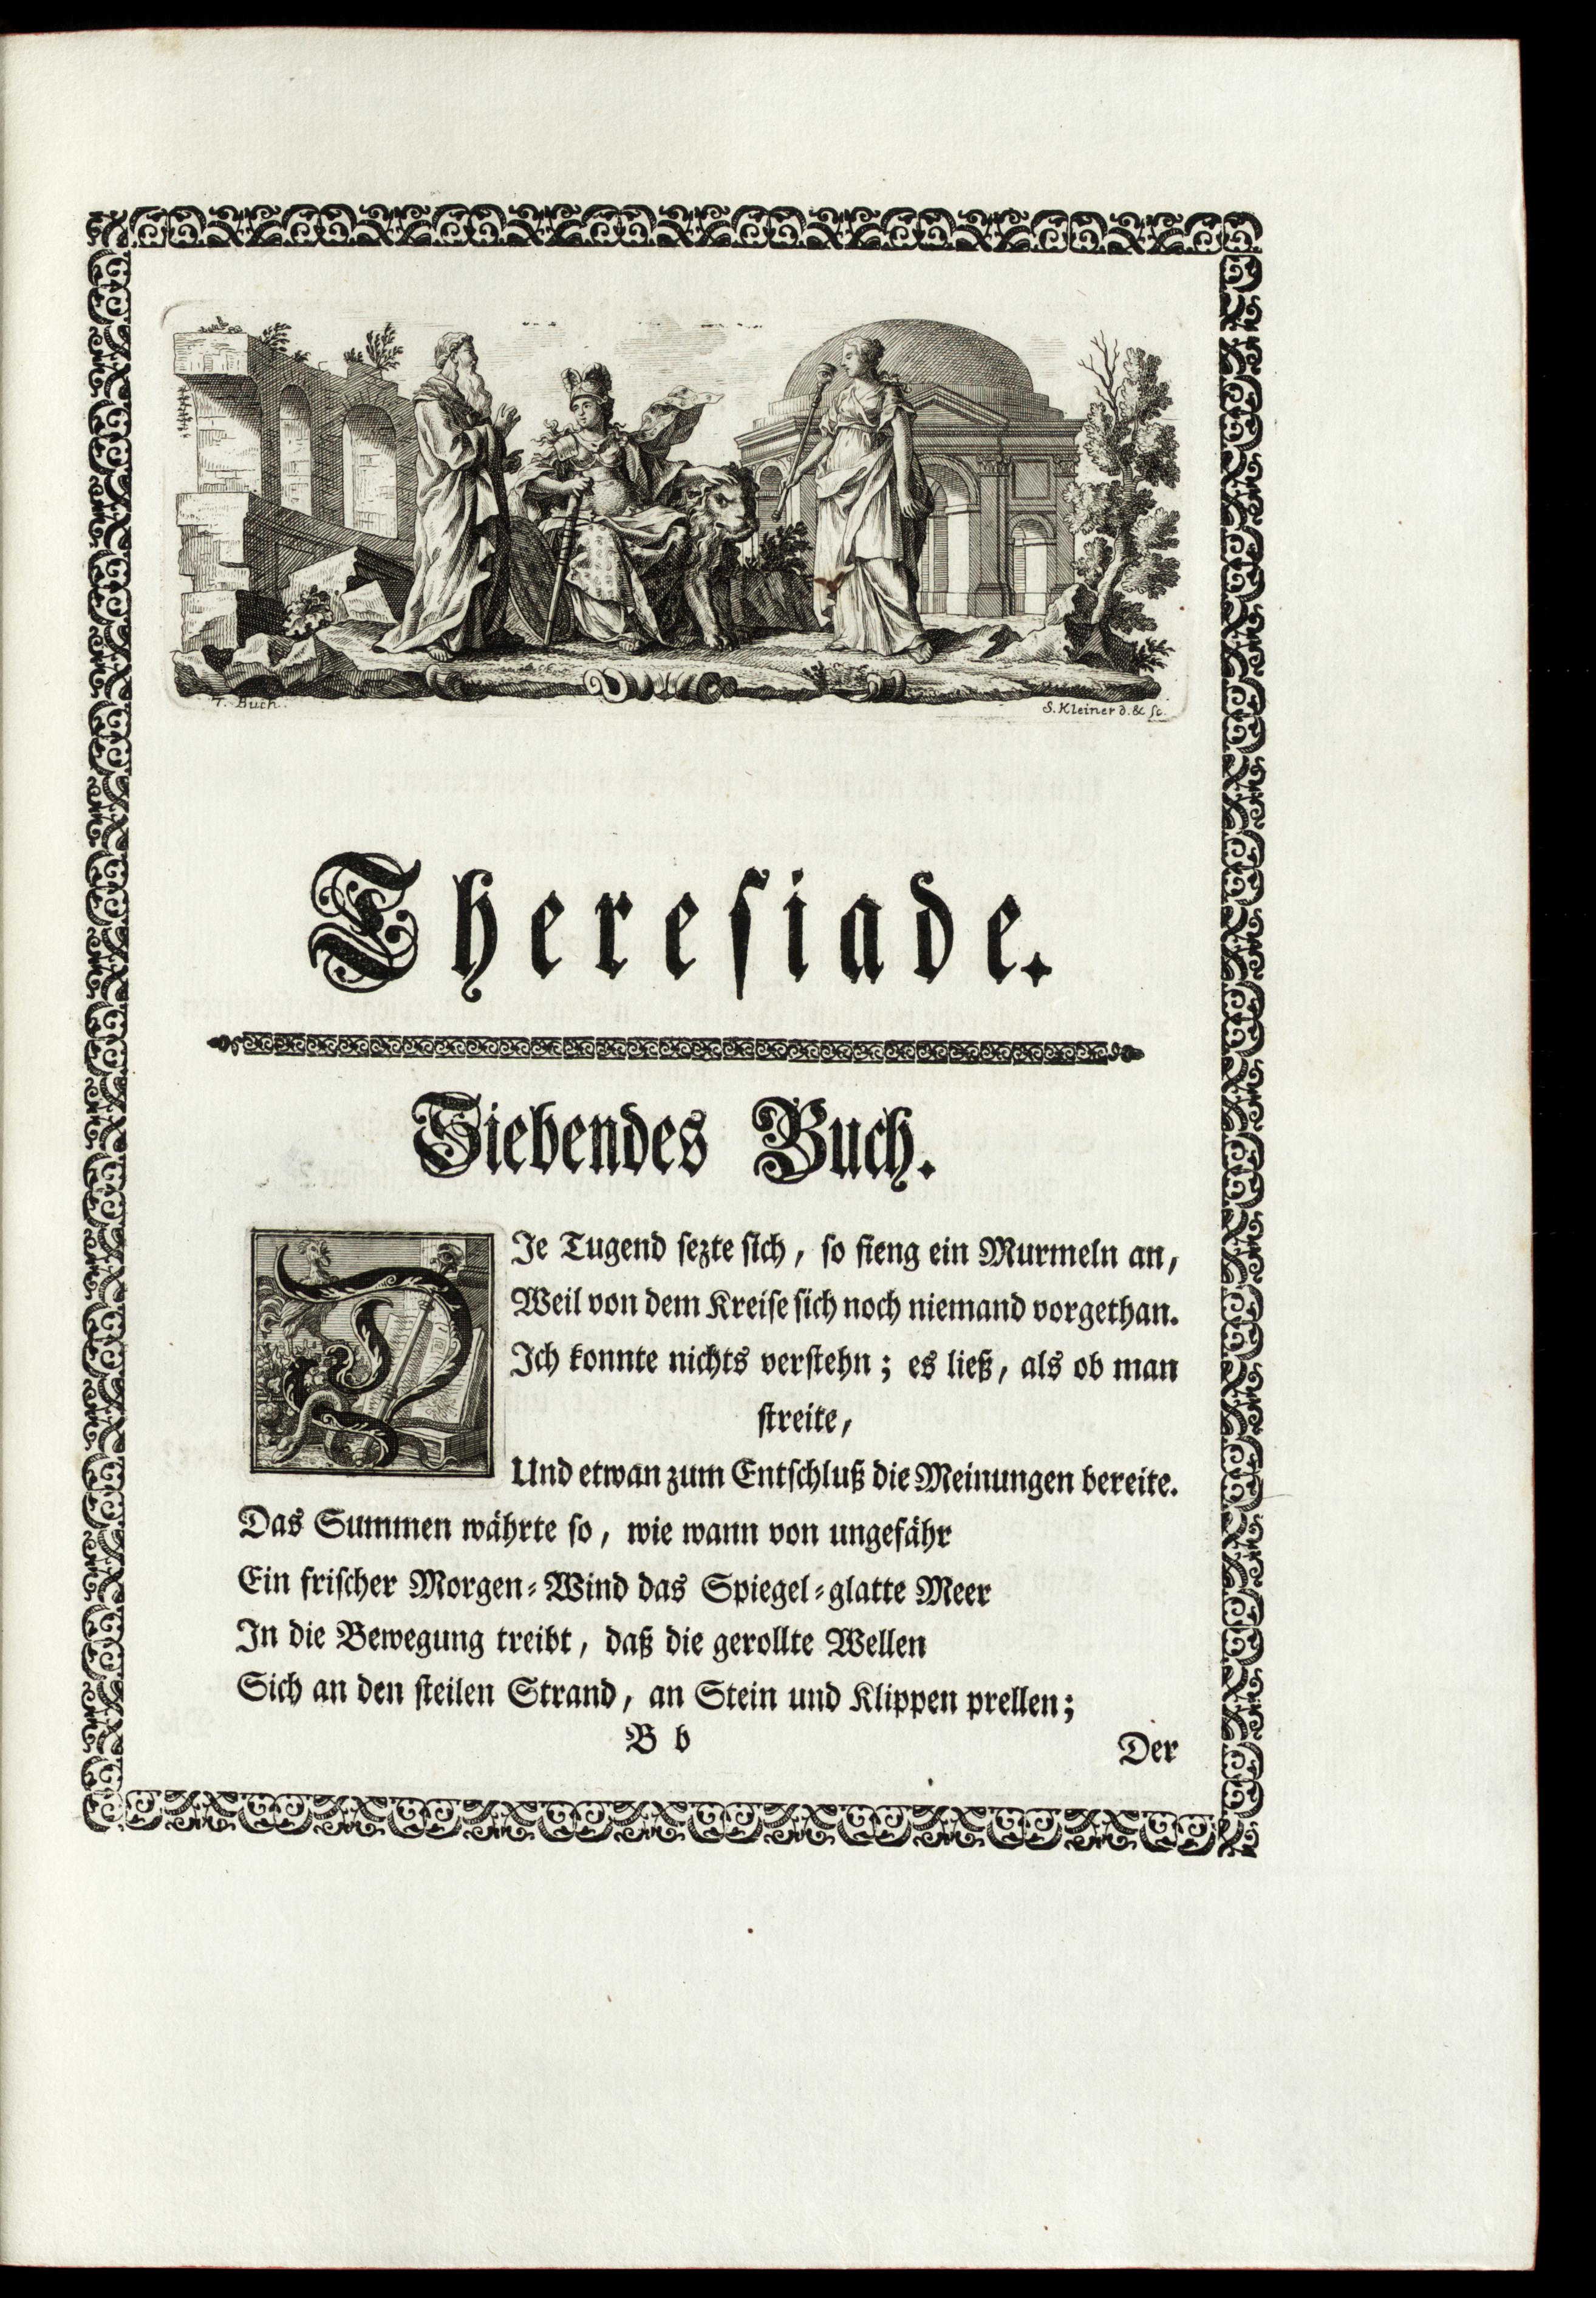 7. Buch.
S. Kleiner d. & sc.
Thereſiade.
Siebendes Buch.
DIe Tugend ſezte ſich, ſo fieng ein Murmeln an,
Weil von dem Kreiſe ſich noch niemand vorgethan.
Ich konnte nichts verſtehn; es ließ, als ob man
ſtreite,
Und etwan zum Entſchluß die Meinungen bereite.
Das Summen währte ſo, wie wann von ungefähr
Ein friſcher Morgen-Wind das Spiegel-glatte Meer
In die Bewegung treibt, daß die gerollte Wellen
Sich an den ſteilen Strand, an Stein und Klippen prellen;
B b
Der